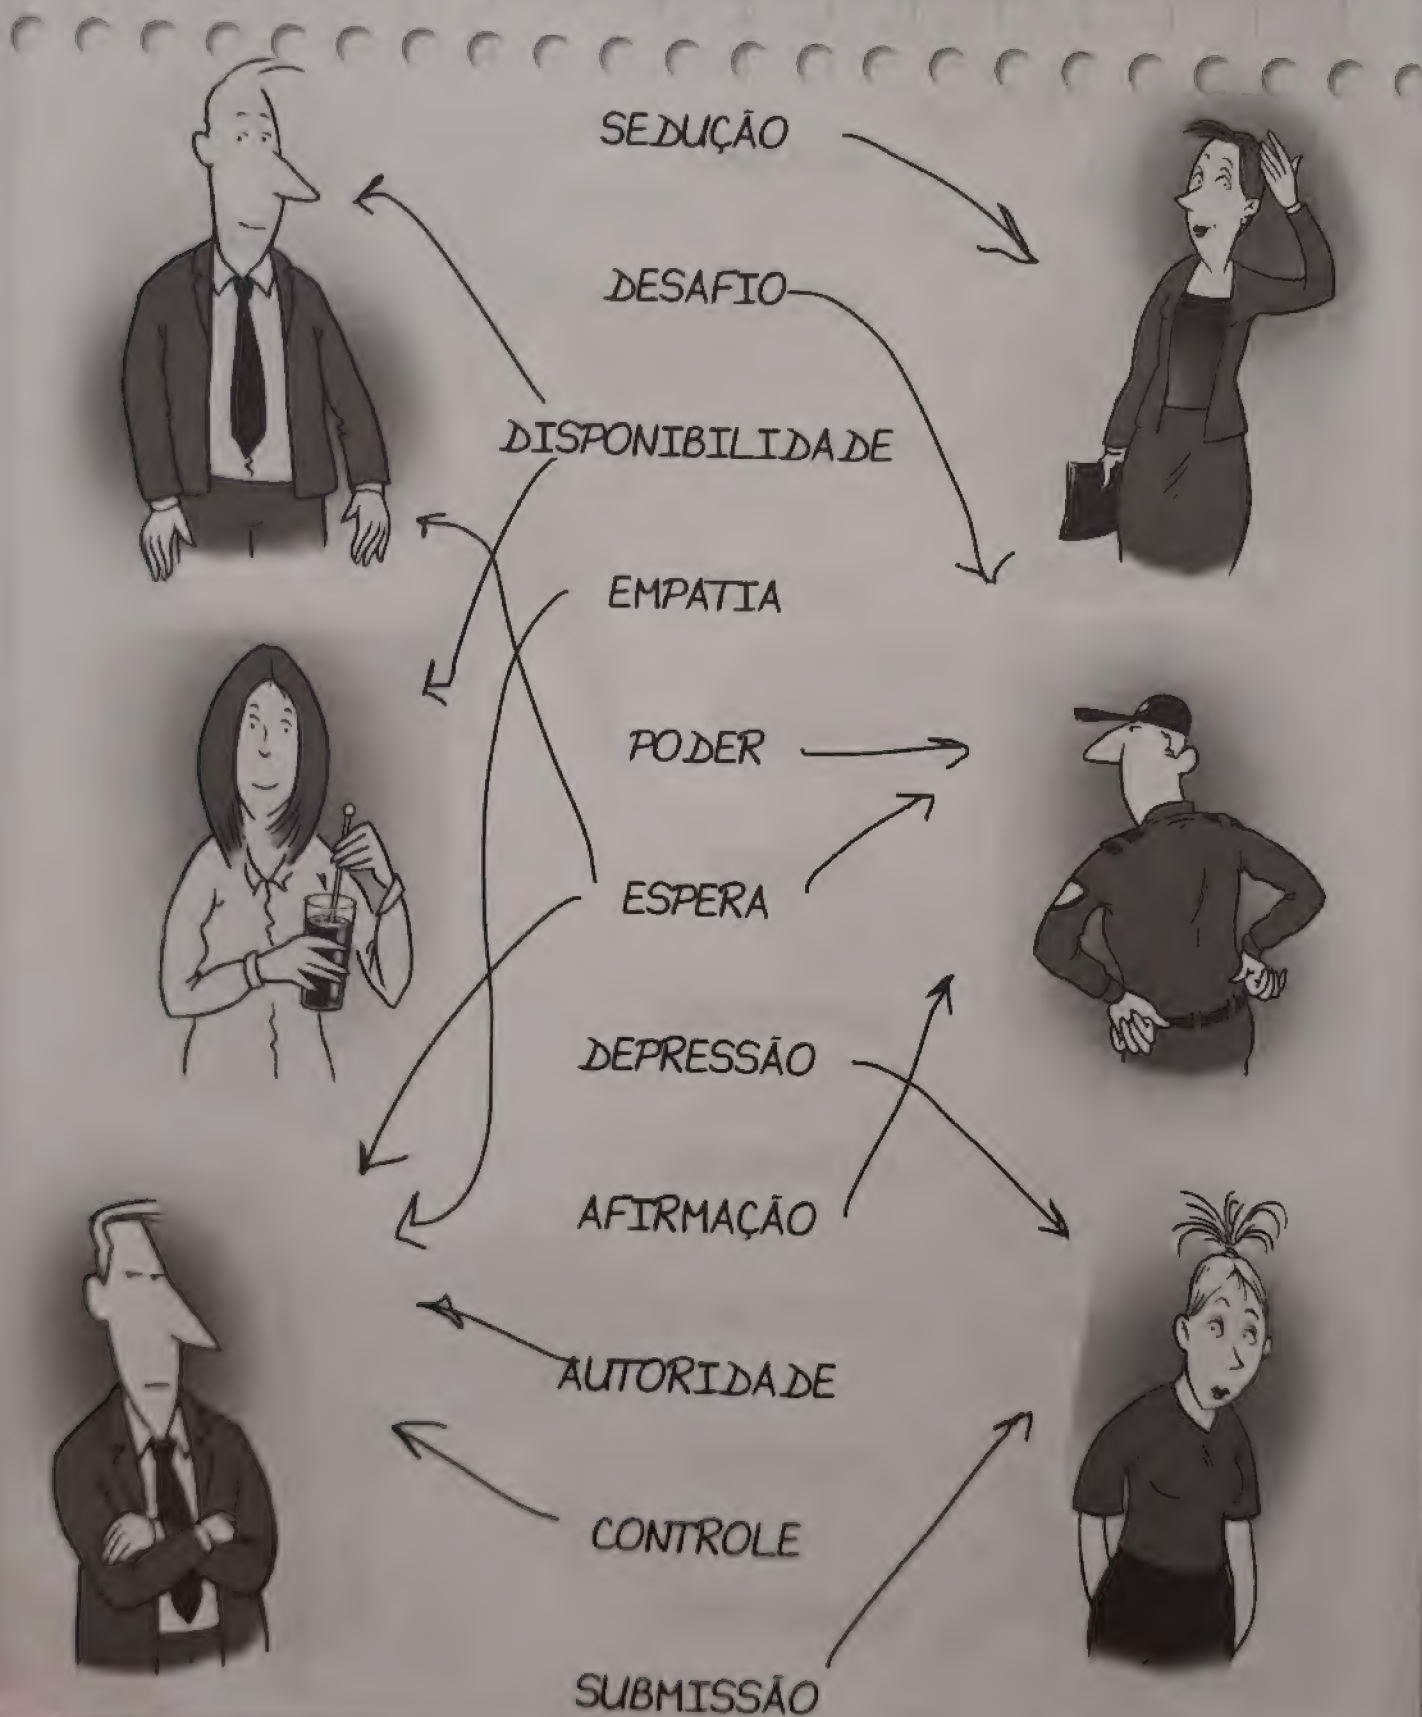 SEDUÇÃO
DESAFIO
DISPONIBILIDADE
EMPATIA
PODER
ESPERA
DEPRESSÃO
AFIRMAÇÃO
AUTORIDADE
CONTROLE
SUBMISSÃO